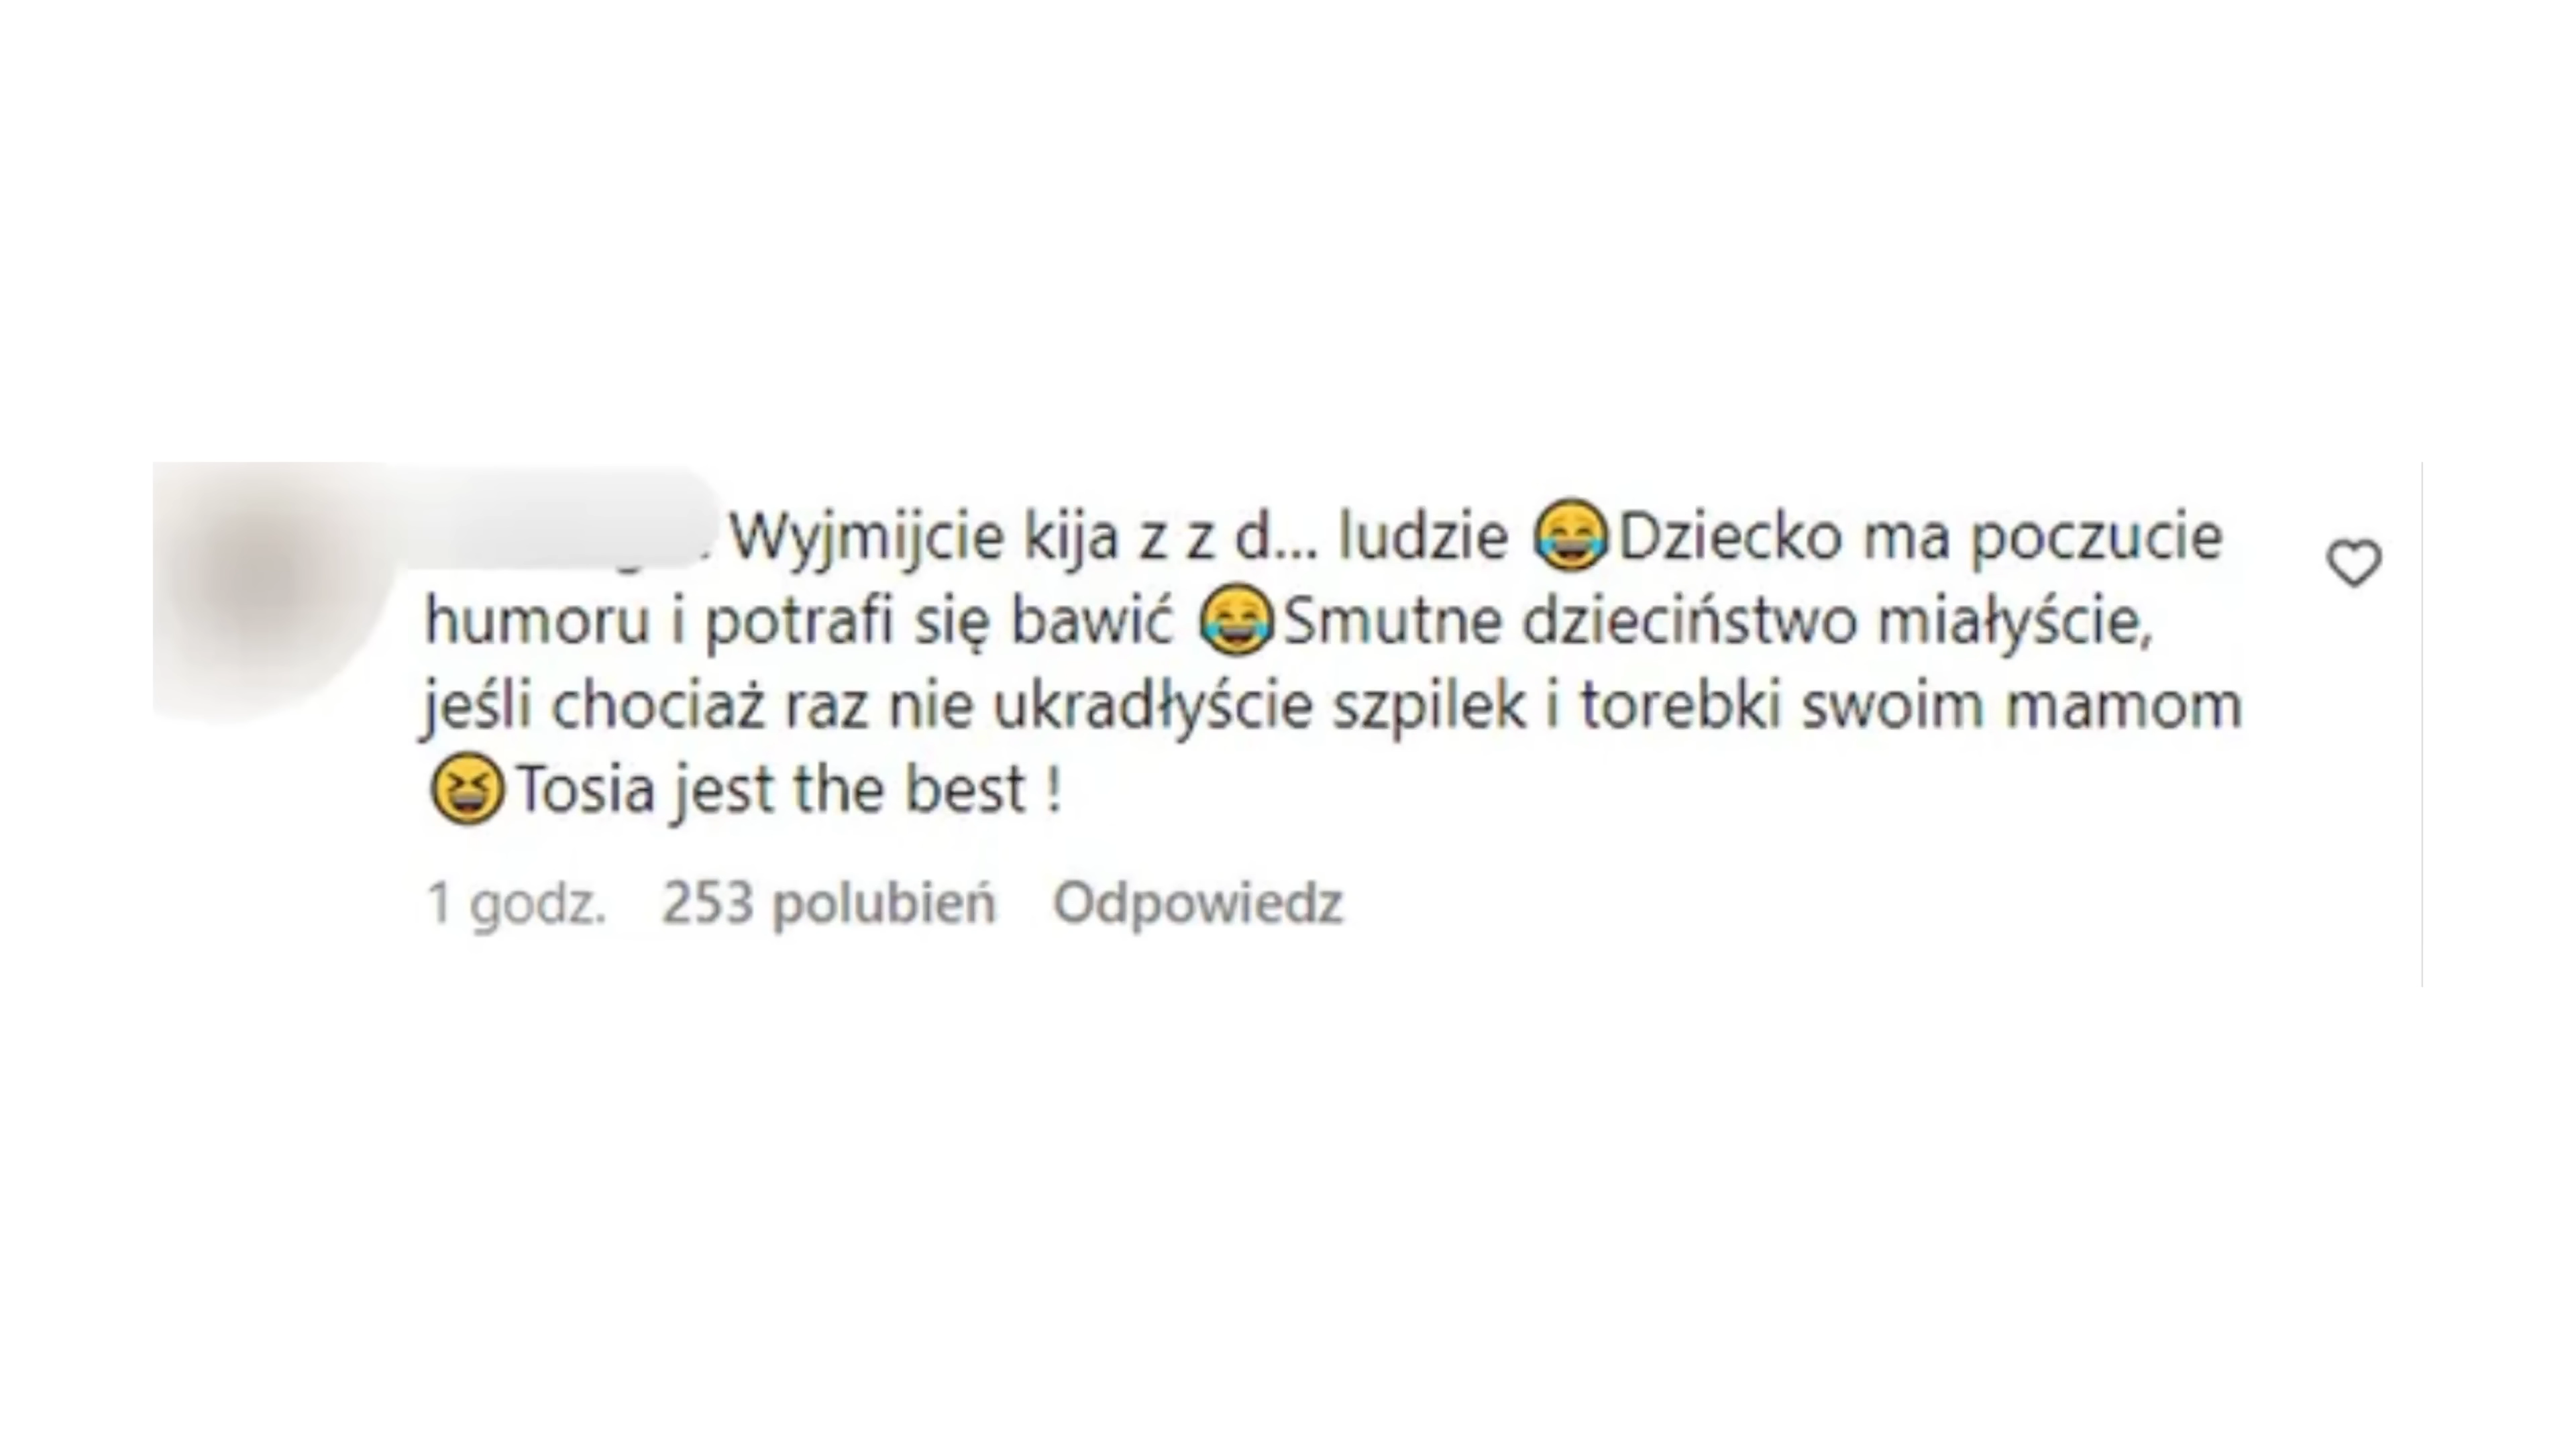 Wyjmijcie kija z z d... ludzie 😂Dziecko ma poczucie
humoru i potrafi się bawić 😂Smutne dzieciństwo miałyście,
jeśli chociaż raz nie ukradłyście szpilek i torebki swoim mamom
😆Tosia jest the best !
1 godz. 253 polubień Odpowiedz